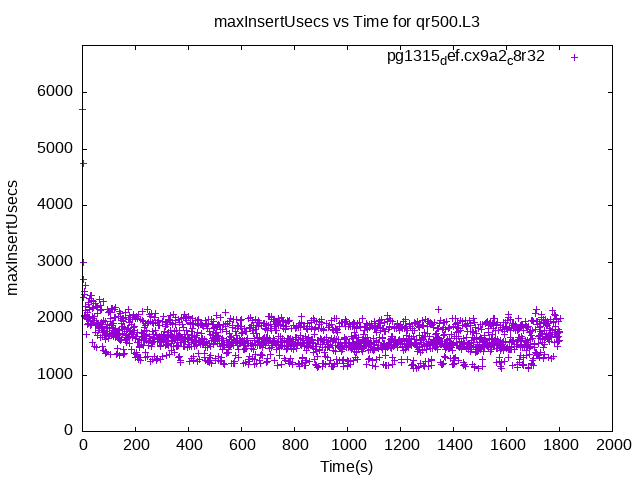 maxInsertUsecs vs Time for qr500.L3
pg1315def.cx9a2c8r32
6000
5000
4000
3000
2000
1000
0
maxInsertUsecs
0 200 400 600 800 1000 1200 1400 1600 1800 2000
Time(s)